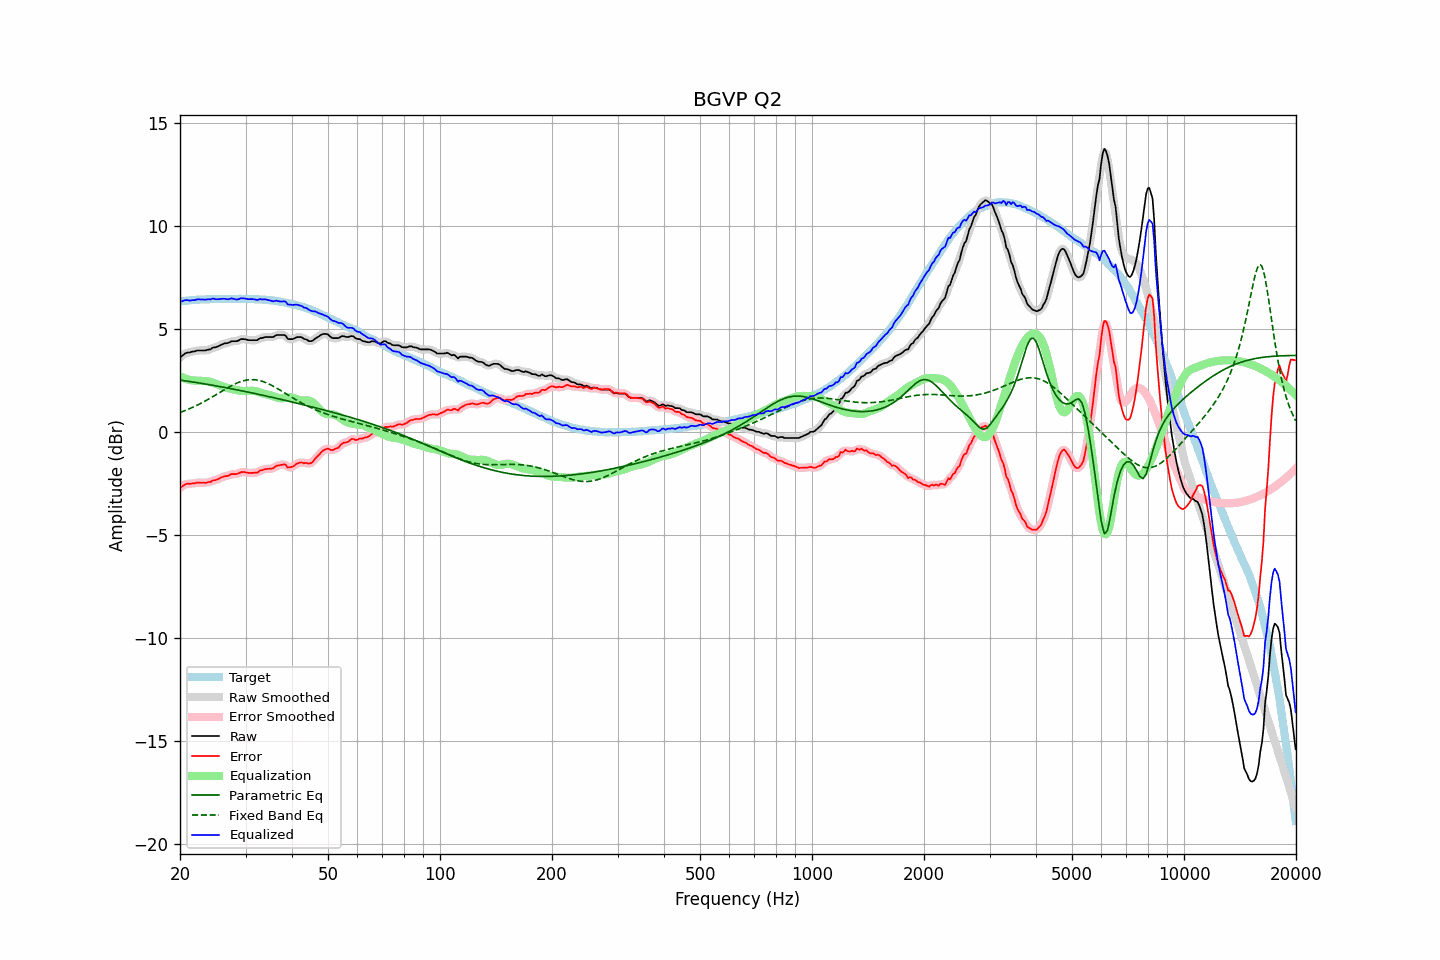 BGVP Q2
Amplitude (dBr)
15
10
5
0
−5
−10
−15
−20
Target
Raw Smoothed
Error Smoothed
Raw
Error
Equalization
Parametric Eq
Fixed Band Eq
Equalized
20 50 100 200 500 1000 2000 5000 10000 20000
Frequency (Hz)